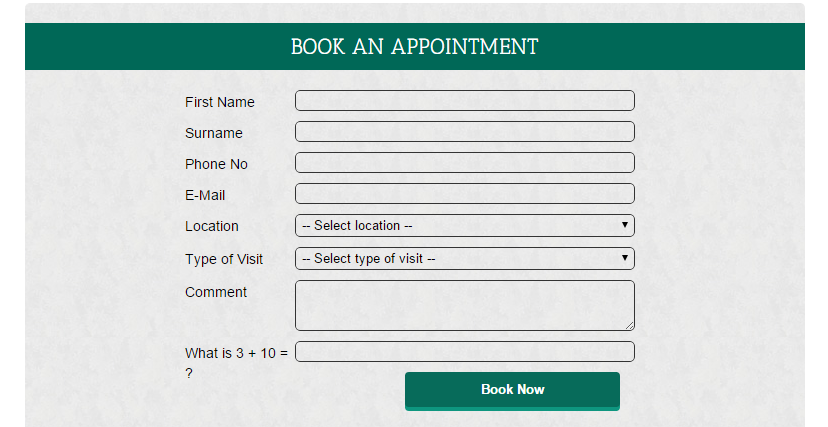 BOOK AN APPOINTMENT
First Name
Surname
Phone No
E-Mail
Location -- Select location --
Type of Visit -- Select type of visit --
Comment
What is 3 + 10 =
?
Book Now